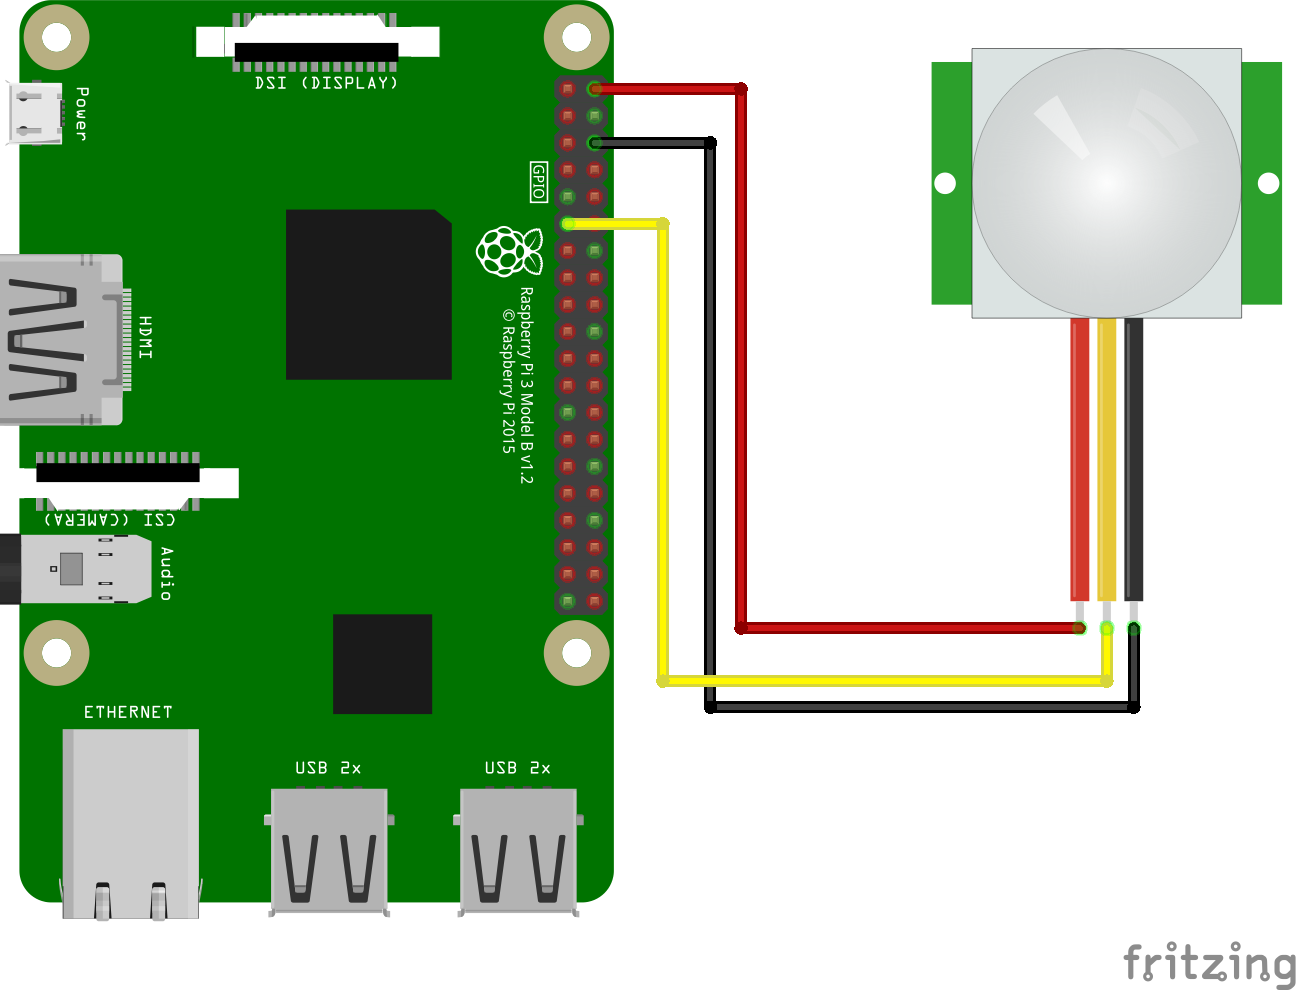 DSI (DISPLAY)
Power
GPIO
HDMI
Raspberry Pi 3 Model B v1.2
© Raspberry Pi 2015
CSI (CAMERA)
Audio
ETHERNET
USB 2x
USB 2x
fritzing